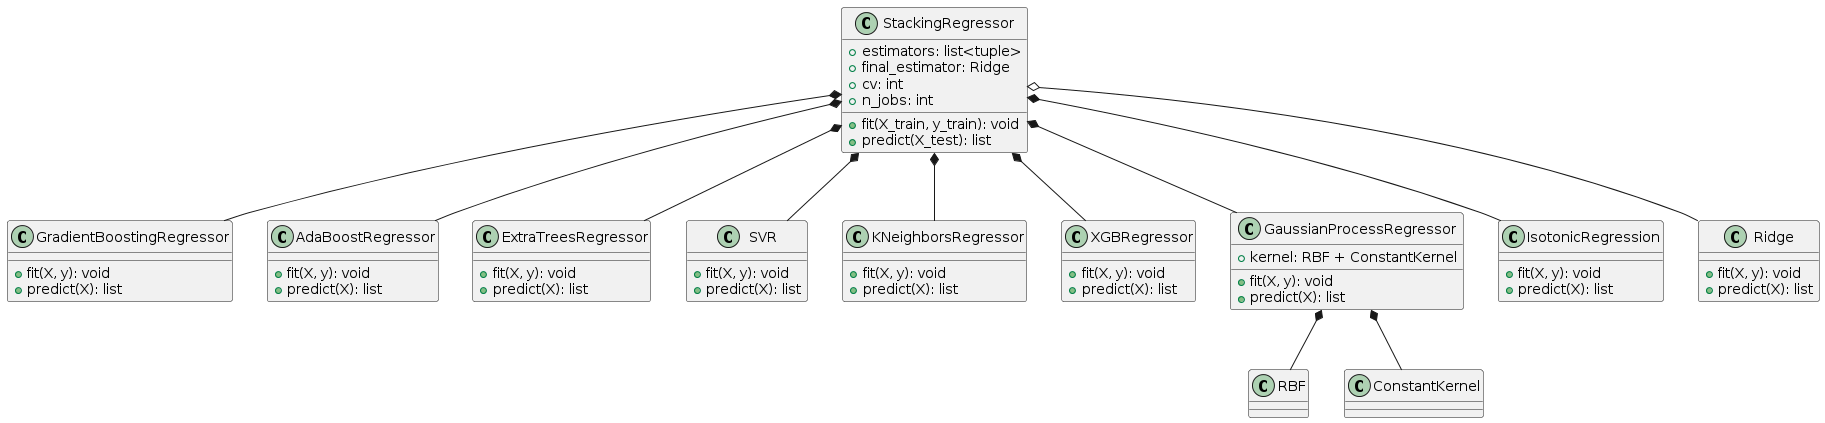 C StackingRegressor
estimators: list<tuple>
final_estimator: Ridge
cv: int
n_jobs: int
fit(X_train, y_train): void
predict(X_test): list
C GradientBoostingRegressor
fit(X, y): void
predict(X): list
C AdaBoostRegressor
fit(X, y): void
predict(X): list
C ExtraTreesRegressor
fit(X, y): void
predict(X): list
C SVR
fit(X, y): void
predict(X): list
C KNeighborsRegressor
fit(X, y): void
predict(X): list
C XGBRegressor
fit(X, y): void
predict(X): list
C GaussianProcessRegressor
kernel: RBF + ConstantKernel
fit(X, y): void
predict(X): list
C IsotonicRegression
fit(X, y): void
predict(X): list
C Ridge
fit(X, y): void
predict(X): list
C RBF
C ConstantKernel